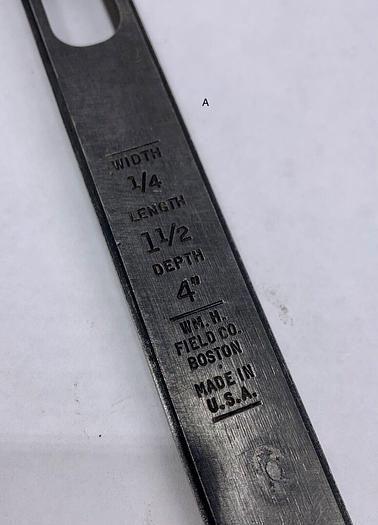 A
WIDTH
1/4
LENGTH
1 1/2
DEPTH
4"
WM. H.
FIELD CO.
BOSTON
MADE IN
U.S.A.